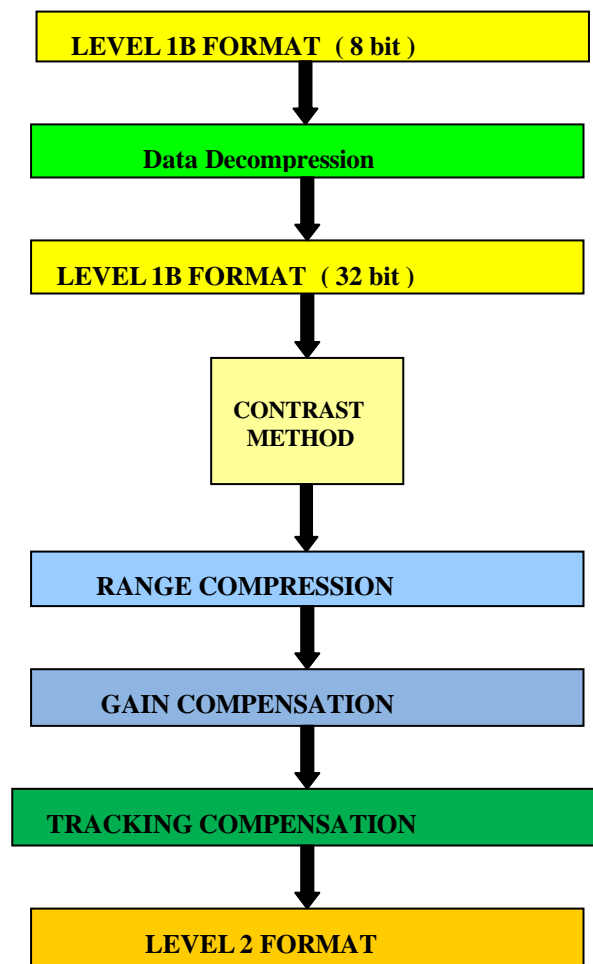 LEVEL 1B FORMAT ( 8 bit )
Data Decompression
LEVEL 1B FORMAT ( 32 bit )
CONTRAST
METHOD
RANGE COMPRESSION
GAIN COMPENSATION
TRACKING COMPENSATION
LEVEL 2 FORMAT